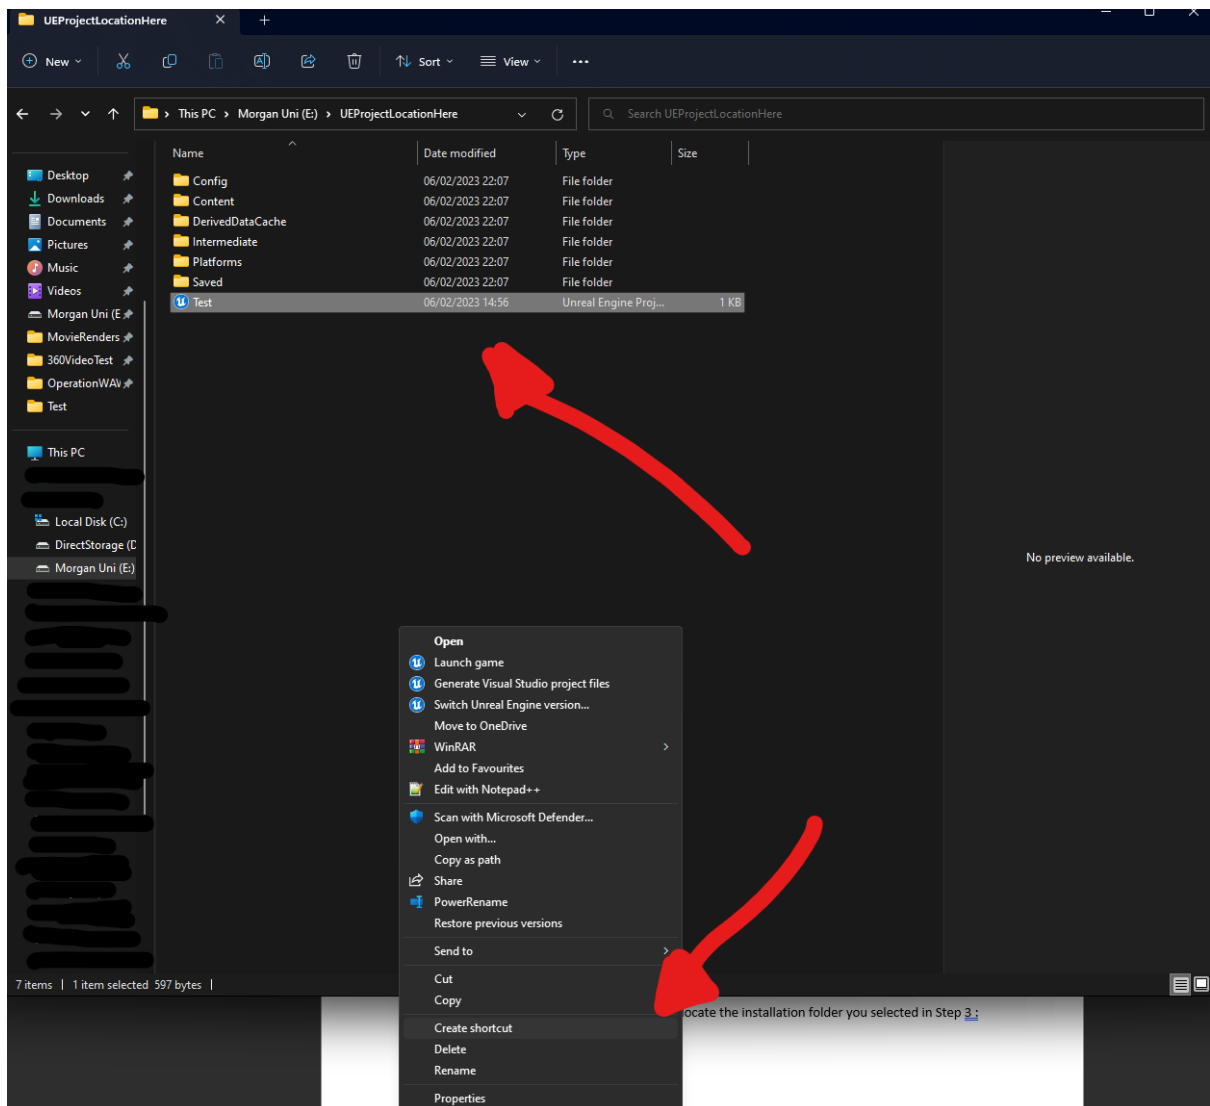 UEProjectLocationHere
New
Sort
View
This PC > Morgan Uni (E:) > UEProjectLocationHere
Search UEProjectLocationHere
Name Date modified Type Size
Desktop
Downloads
Documents
Pictures
Music
Videos
Morgan Uni (E
MovieRenders
360VideoTest
OperationWAV
Test
This PC
Local Disk (C:)
DirectStorage (D
Morgan Uni (E:)
Config 06/02/2023 22:07 File folder
Content 06/02/2023 22:07 File folder
DerivedDataCache 06/02/2023 22:07 File folder
Intermediate 06/02/2023 22:07 File folder
Platforms 06/02/2023 22:07 File folder
Saved 06/02/2023 22:07 File folder
Test 06/02/2023 14:56 Unreal Engine Proj... 1 KB
No preview available.
Open
Launch game
Generate Visual Studio project files
Switch Unreal Engine version...
Move to OneDrive
WinRAR
Add to Favourites
Edit with Notepad++
Scan with Microsoft Defender...
Open with...
Copy as path
Share
PowerRename
Restore previous versions
Send to
Cut
Copy
Create shortcut
Delete
Rename
Properties
7 items | 1 item selected 597 bytes |
ocate the installation folder you selected in Step 3 :